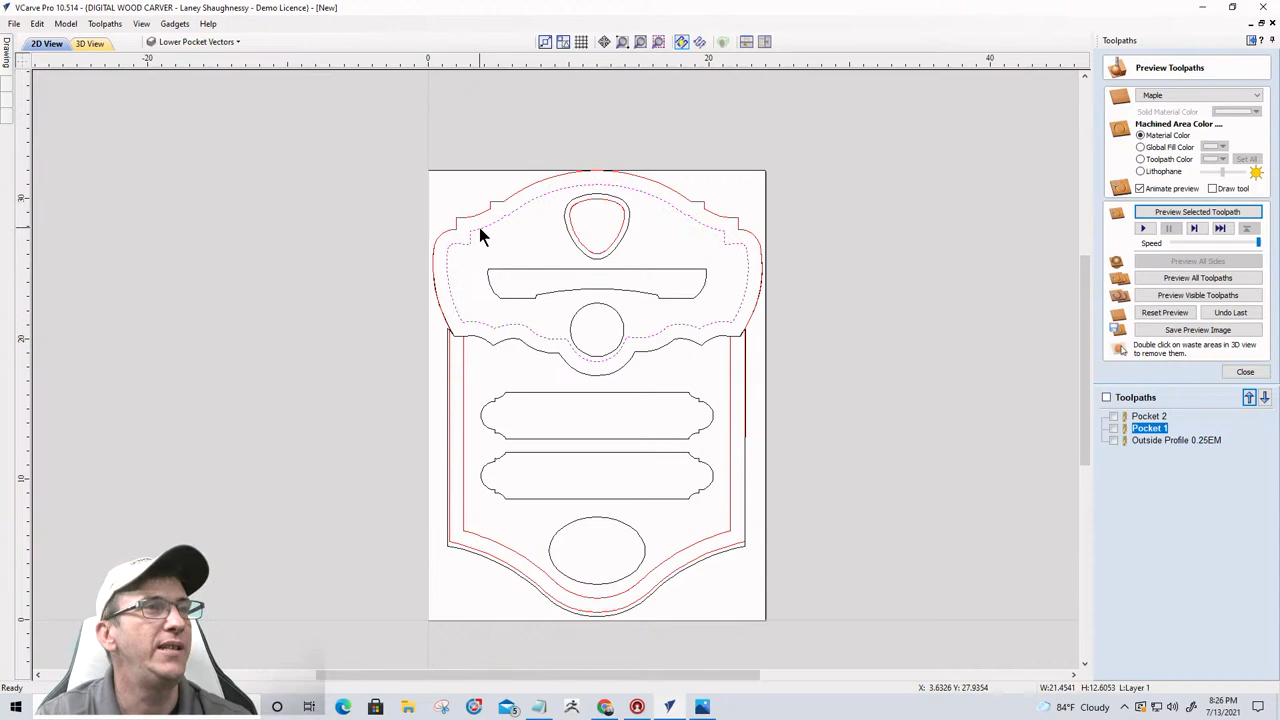 VCarve Pro 10.514 - {DIGITAL WOOD CARVER - Laney Shaughnessy - Demo Licence} - [New]
File Edit Model Toolpaths View Gadgets Help
2D View 3D View Lower Pocket Vectors
Drawing
-20 0 20 40
30
20
10
0
Toolpaths
Preview Toolpaths
Maple
Solid Material Color
Machined Area Color ....
Material Color
Global Fill Color
Toolpath Color Set All
Lithophane
Animate preview Draw tool
Preview Selected Toolpath
Speed
Preview All Sides
Preview All Toolpaths
Preview Visible Toolpaths
Reset Preview Undo Last
Save Preview Image
Double click on waste areas in 3D view
to remove them.
Close
Toolpaths
Pocket 2
Pocket 1
Outside Profile 0.25EM
Ready X: 3.6326 Y: 27.9354 W:21.4541 H:12.6053 L:Layer 1
84°F Cloudy 8:26 PM
7/13/2021